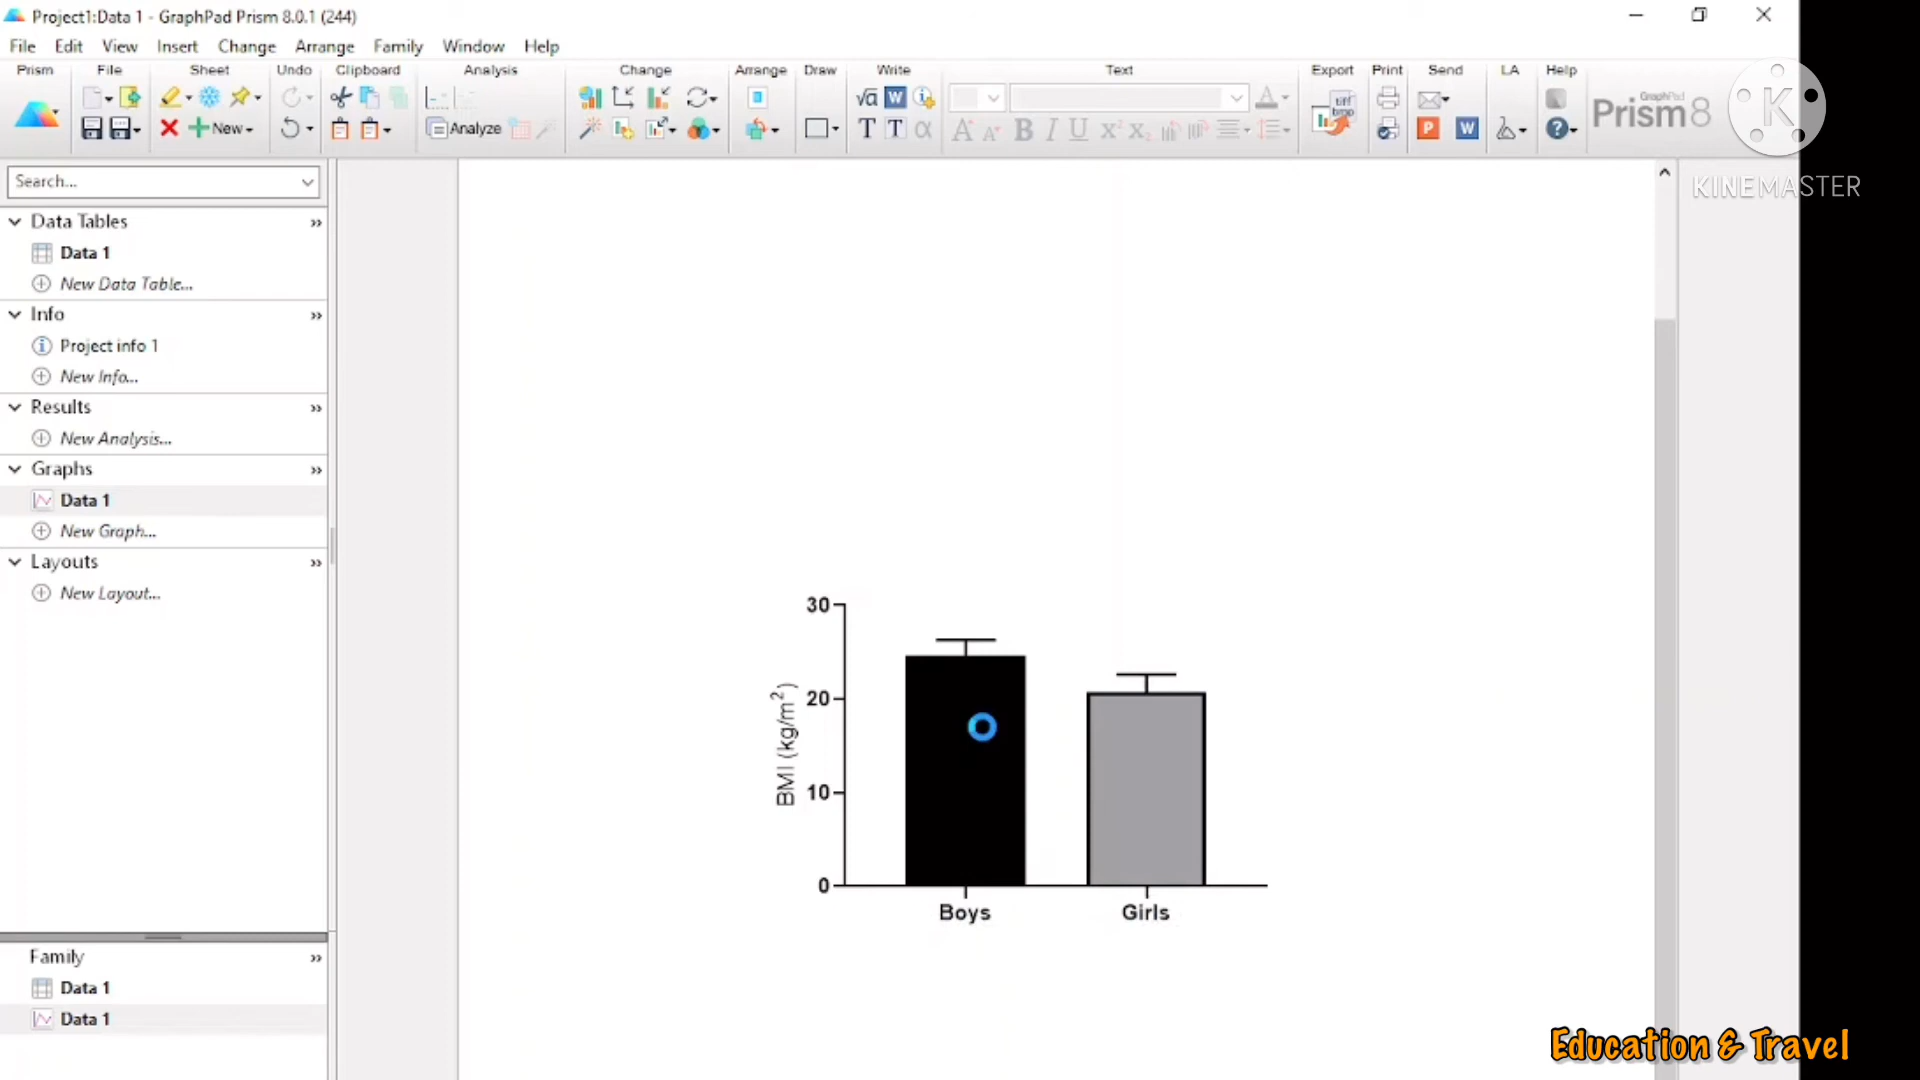 Project1:Data 1 - GraphPad Prism 8.0.1 (244)
File Edit View Insert Change Arrange Family Window Help
Prism File Sheet Undo Clipboard Analysis Change Arrange Draw Write Text Export Print Send LA Help
New
Analyze
GraphPad
Prism 8
K
KINEMASTER
Search...
Data Tables
Data 1
New Data Table...
Info
Project info 1
New Info...
Results
New Analysis...
Graphs
Data 1
New Graph...
Layouts
New Layout...
Family
Data 1
Data 1
BMI (kg/m²)
30
20
10
0
Boys Girls
Education & Travel